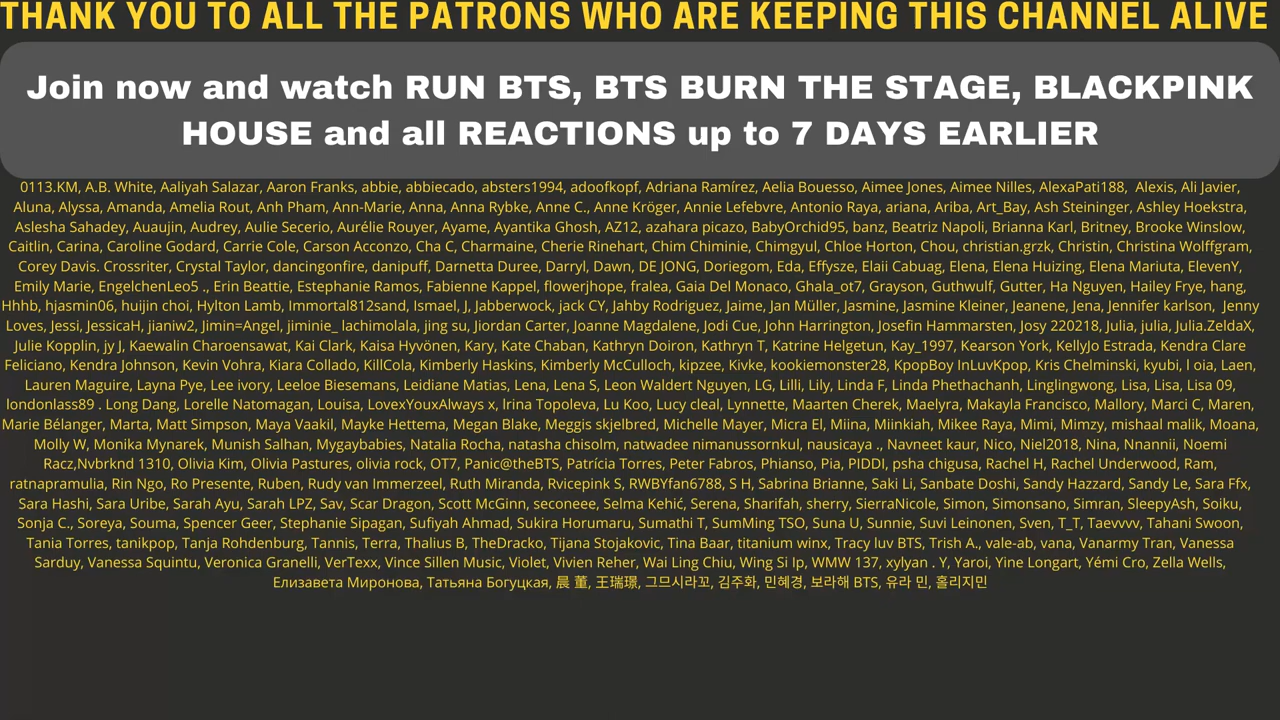 THANK YOU TO ALL THE PATRONS WHO ARE KEEPING THIS CHANNEL ALIVE
Join now and watch RUN BTS, BTS BURN THE STAGE, BLACKPINK
HOUSE and all REACTIONS up to 7 DAYS EARLIER
0113.KM, A.B. White, Aaliyah Salazar, Aaron Franks, abbie, abbiecado, absters1994, adoofkopf, Adriana Ramírez, Aelia Bouesso, Aimee Jones, Aimee Nilles, AlexaPati188,  Alexis, Ali Javier,
Aluna, Alyssa, Amanda, Amelia Rout, Anh Pham, Ann-Marie, Anna, Anna Rybke, Anne C., Anne Kröger, Annie Lefebvre, Antonio Raya, ariana, Ariba, Art_Bay, Ash Steininger, Ashley Hoekstra,
Aslesha Sahadey, Auaujin, Audrey, Aulie Secerio, Aurélie Rouyer, Ayame, Ayantika Ghosh, AZ12, azahara picazo, BabyOrchid95, banz, Beatriz Napoli, Brianna Karl, Britney, Brooke Winslow,
Caitlin, Carina, Caroline Godard, Carrie Cole, Carson Acconzo, Cha C, Charmaine, Cherie Rinehart, Chim Chiminie, Chimgyul, Chloe Horton, Chou, christian.grzk, Christin, Christina Wolffgram,
Corey Davis. Crossriter, Crystal Taylor, dancingonfire, danipuff, Darnetta Duree, Darryl, Dawn, DE JONG, Doriegom, Eda, Effysze, Elaii Cabuag, Elena, Elena Huizing, Elena Mariuta, ElevenY,
Emily Marie, EngelchenLeo5 ., Erin Beattie, Estephanie Ramos, Fabienne Kappel, flowerjhope, fralea, Gaia Del Monaco, Ghala_ot7, Grayson, Guthwulf, Gutter, Ha Nguyen, Hailey Frye, hang,
Hhhb, hjasmin06, huijin choi, Hylton Lamb, Immortal812sand, Ismael, J, Jabberwock, jack CY, Jahby Rodriguez, Jaime, Jan Müller, Jasmine, Jasmine Kleiner, Jeanene, Jena, Jennifer karlson,  Jenny
Loves, Jessi, JessicaH, jianiw2, Jimin=Angel, jiminie_ lachimolala, jing su, Jiordan Carter, Joanne Magdalene, Jodi Cue, John Harrington, Josefin Hammarsten, Josy 220218, Julia, julia, Julia.ZeldaX,
Julie Kopplin, jy J, Kaewalin Charoensawat, Kai Clark, Kaisa Hyvönen, Kary, Kate Chaban, Kathryn Doiron, Kathryn T, Katrine Helgetun, Kay_1997, Kearson York, KellyJo Estrada, Kendra Clare
Feliciano, Kendra Johnson, Kevin Vohra, Kiara Collado, KillCola, Kimberly Haskins, Kimberly McCulloch, kipzee, Kivke, kookiemonster28, KpopBoy InLuvKpop, Kris Chelminski, kyubi, l oia, Laen,
Lauren Maguire, Layna Pye, Lee ivory, Leeloe Biesemans, Leidiane Matias, Lena, Lena S, Leon Waldert Nguyen, LG, Lilli, Lily, Linda F, Linda Phethachanh, Linglingwong, Lisa, Lisa, Lisa 09,
londonlass89 . Long Dang, Lorelle Natomagan, Louisa, LovexYouxAlways x, lrina Topoleva, Lu Koo, Lucy cleal, Lynnette, Maarten Cherek, Maelyra, Makayla Francisco, Mallory, Marci C, Maren,
Marie Bélanger, Marta, Matt Simpson, Maya Vaakil, Mayke Hettema, Megan Blake, Meggis skjelbred, Michelle Mayer, Micra El, Miina, Miinkiah, Mikee Raya, Mimi, Mimzy, mishaal malik, Moana,
Molly W, Monika Mynarek, Munish Salhan, Mygaybabies, Natalia Rocha, natasha chisolm, natwadee nimanussornkul, nausicaya ., Navneet kaur, Nico, Niel2018, Nina, Nnannii, Noemi
Racz,Nvbrknd 1310, Olivia Kim, Olivia Pastures, olivia rock, OT7, Panic@theBTS, Patrícia Torres, Peter Fabros, Phianso, Pia, PIDDI, psha chigusa, Rachel H, Rachel Underwood, Ram,
ratnapramulia, Rin Ngo, Ro Presente, Ruben, Rudy van Immerzeel, Ruth Miranda, Rvicepink S, RWBYfan6788, S H, Sabrina Brianne, Saki Li, Sanbate Doshi, Sandy Hazzard, Sandy Le, Sara Ffx,
Sara Hashi, Sara Uribe, Sarah Ayu, Sarah LPZ, Sav, Scar Dragon, Scott McGinn, seconeee, Selma Kehić, Serena, Sharifah, sherry, SierraNicole, Simon, Simonsano, Simran, SleepyAsh, Soiku,
Sonja C., Soreya, Souma, Spencer Geer, Stephanie Sipagan, Sufiyah Ahmad, Sukira Horumaru, Sumathi T, SumMing TSO, Suna U, Sunnie, Suvi Leinonen, Sven, T_T, Taevvvv, Tahani Swoon,
Tania Torres, tanikpop, Tanja Rohdenburg, Tannis, Terra, Thalius B, TheDracko, Tijana Stojakovic, Tina Baar, titanium winx, Tracy luv BTS, Trish A., vale-ab, vana, Vanarmy Tran, Vanessa
Sarduy, Vanessa Squintu, Veronica Granelli, VerTexx, Vince Sillen Music, Violet, Vivien Reher, Wai Ling Chiu, Wing Si Ip, WMW 137, xylyan . Y, Yaroi, Yine Longart, Yémi Cro, Zella Wells,
Елизавета Миронова, Татьяна Богуцкая, 晨 董, 王瑞璟, 그므시라꼬, 김주화, 민혜경, 보라해 BTS, 유라 민, 홀리지민